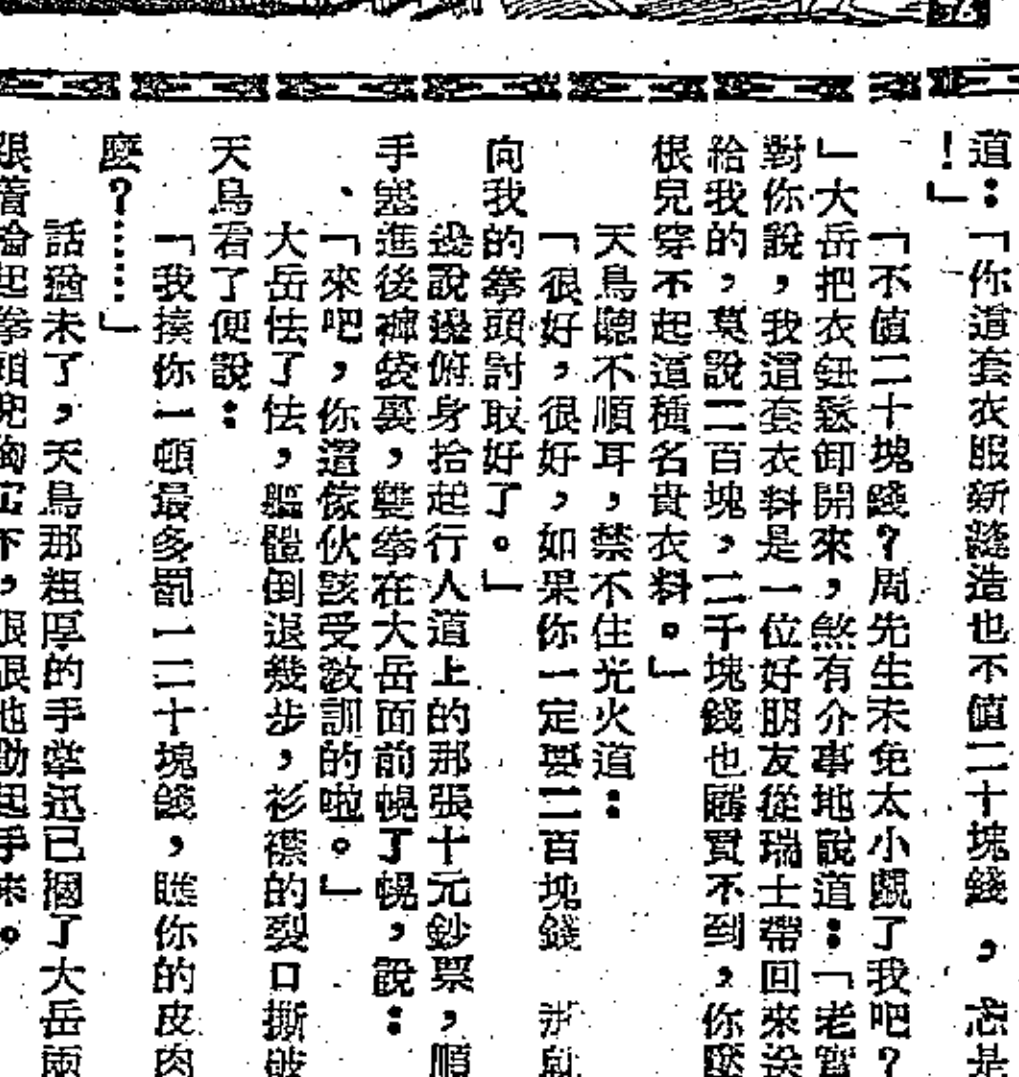 56
道：「你這套衣服新縫造也不值二十塊錢，忘是
！」
「不值二十塊錢？周先生未免太小覷了我吧？
」大岳把衣鈕鬆卸開來，煞有介事地說道：「老實
對你說，我這套衣料是一位好朋友從瑞士帶回來送
給我的，莫說二百塊，二千塊錢也購買不到，你壓
根兒穿不起這種名貴衣料。」
天鳥聽不順耳，禁不住光火道：
「很好，很好，如果你一定要二百塊錢
向我的拳頭討取好了。」
邊說邊俯身拾起行人道上的那張十元鈔票，順
手塞進後褲袋裏，雙拳在大岳面前幌了幌，說：
、「來吧，你這傢伙該受教訓的啦。」
大岳怯了怯，軀體倒退幾步，衫襟的裂口撕破
天鳥看了便說：
「我揍你一頓最多罰一二十塊錢，瞧你的皮肉
麼？……」
話猶未了，天鳥那粗厚的手掌迅已摑了大岳兩
跟着掄起拳頭兜胸 下，狠狠地動起手來。